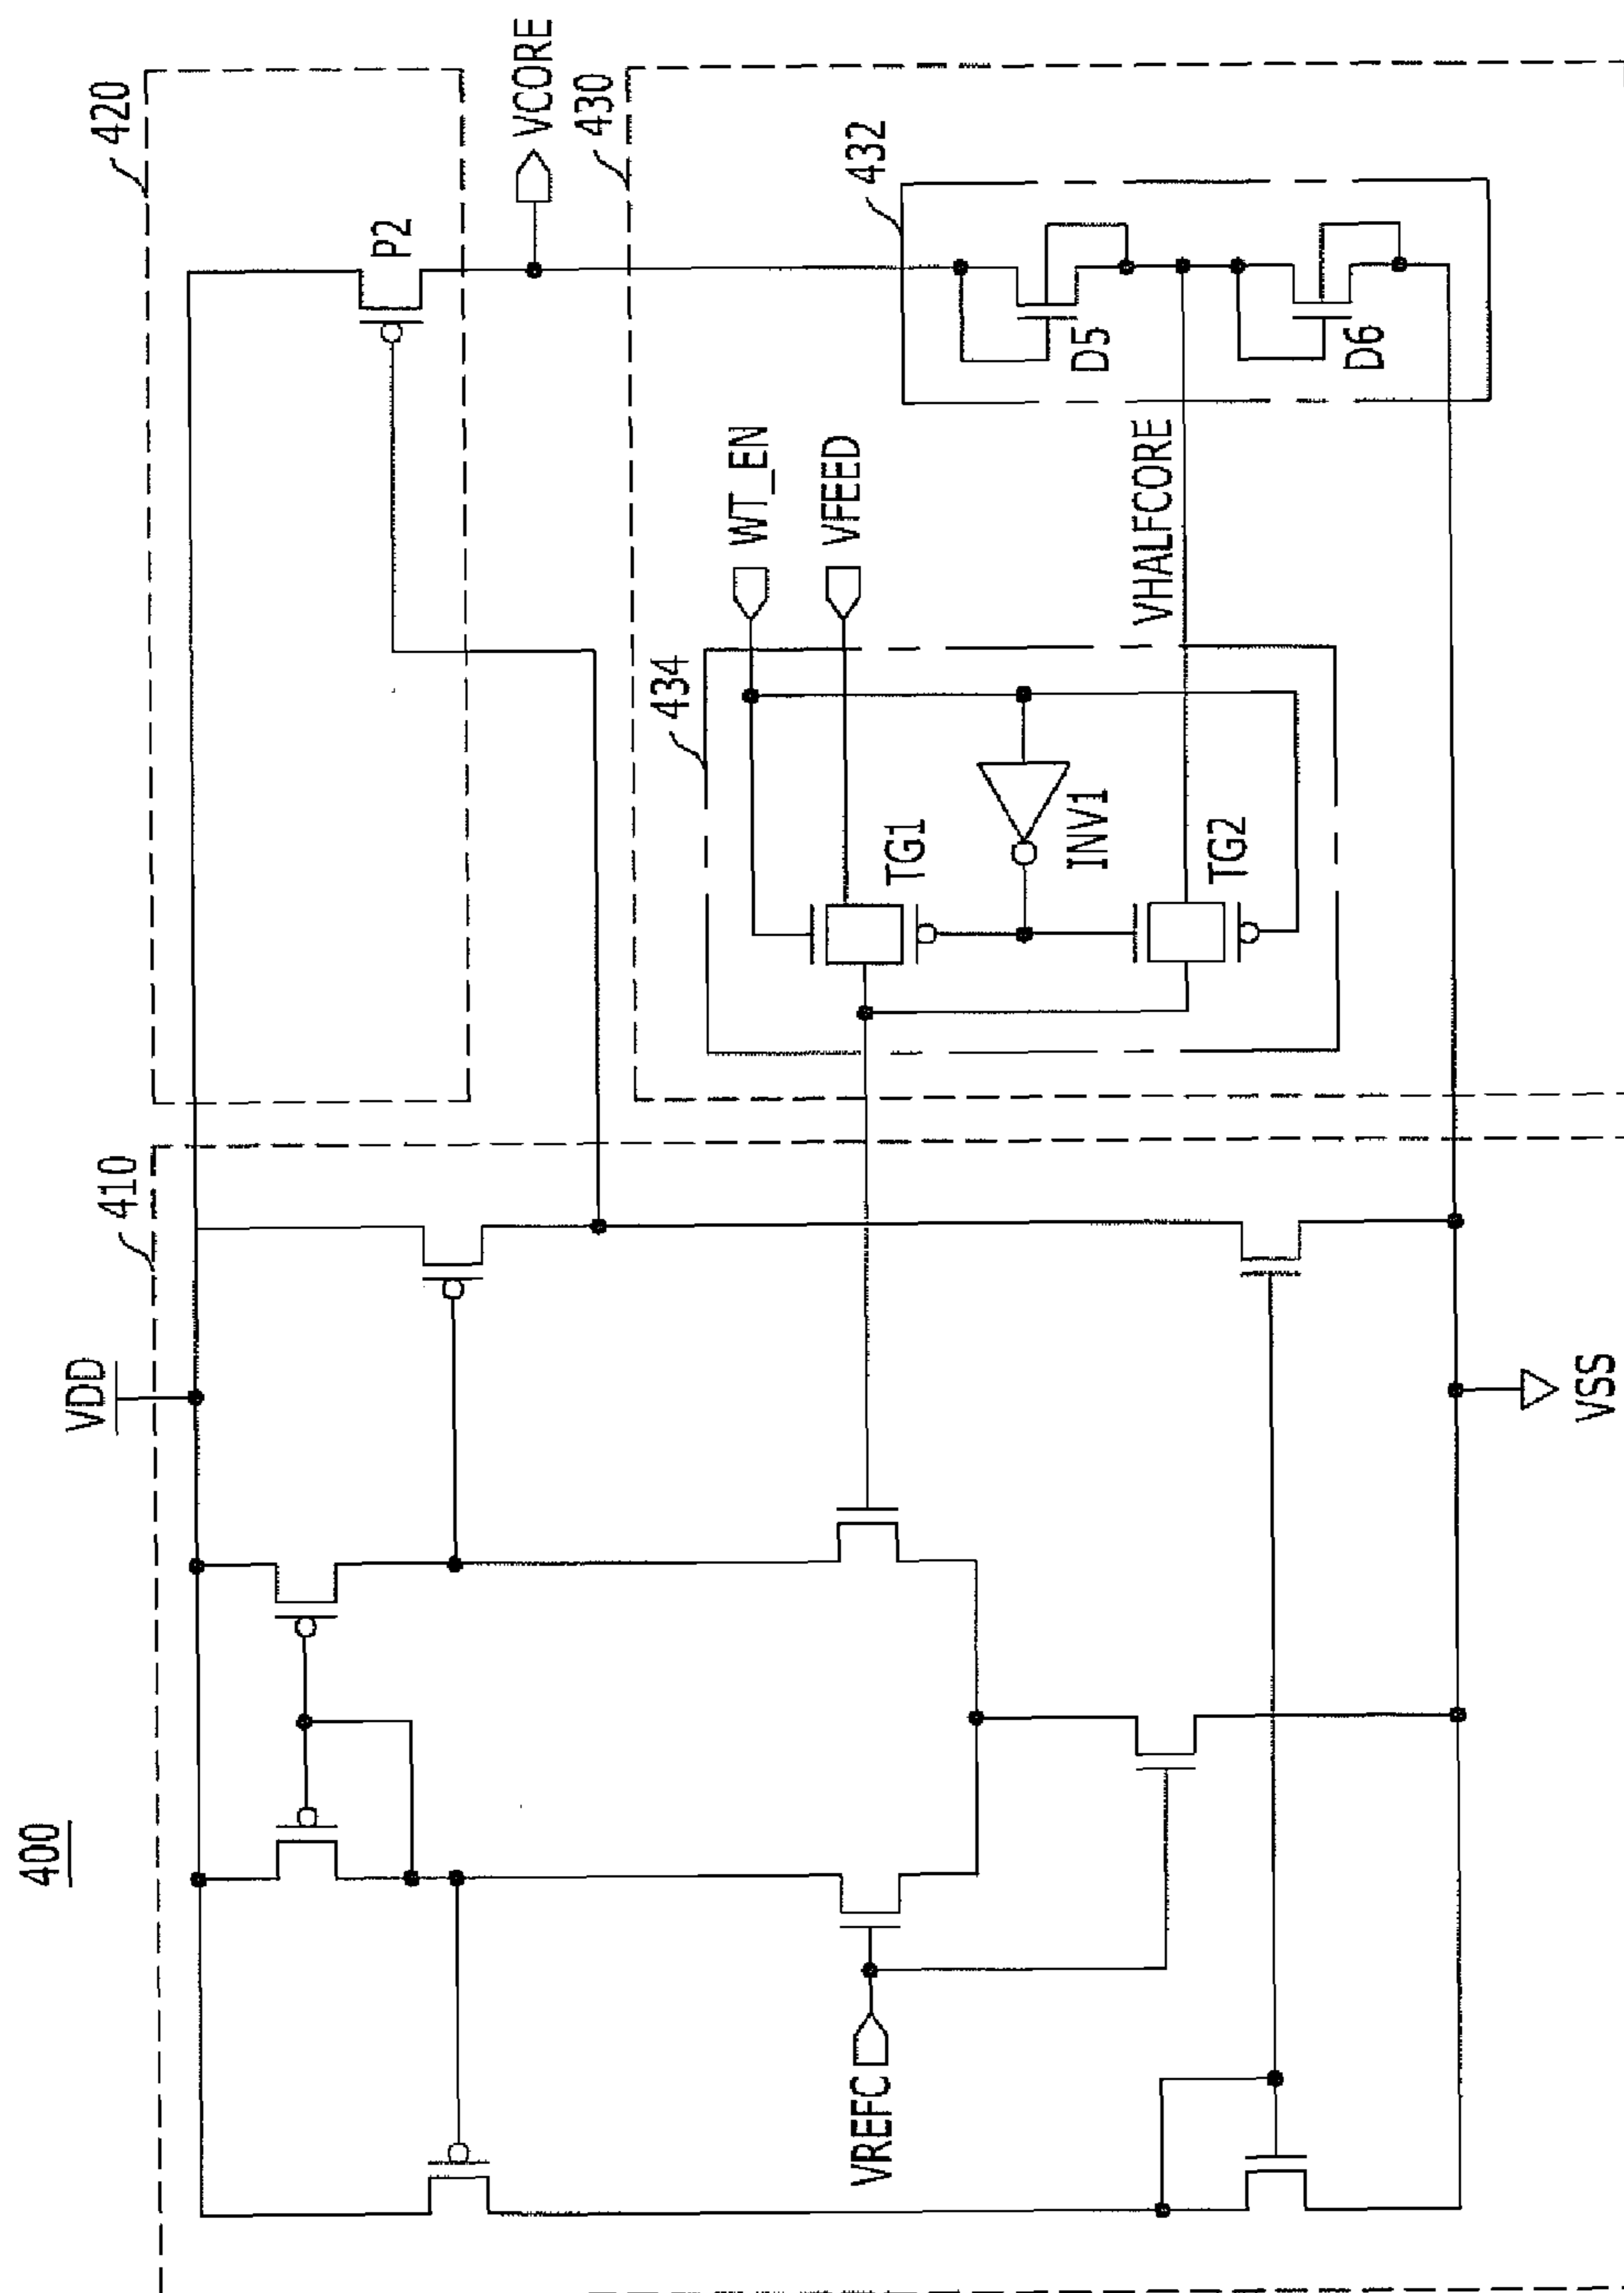 400
VDD
410
420
P2
VCORE
430
432
D5
D6
WT_EN
VFEED
VHALFCORE
434
TG1
INV1
TG2
VREFC
VSS